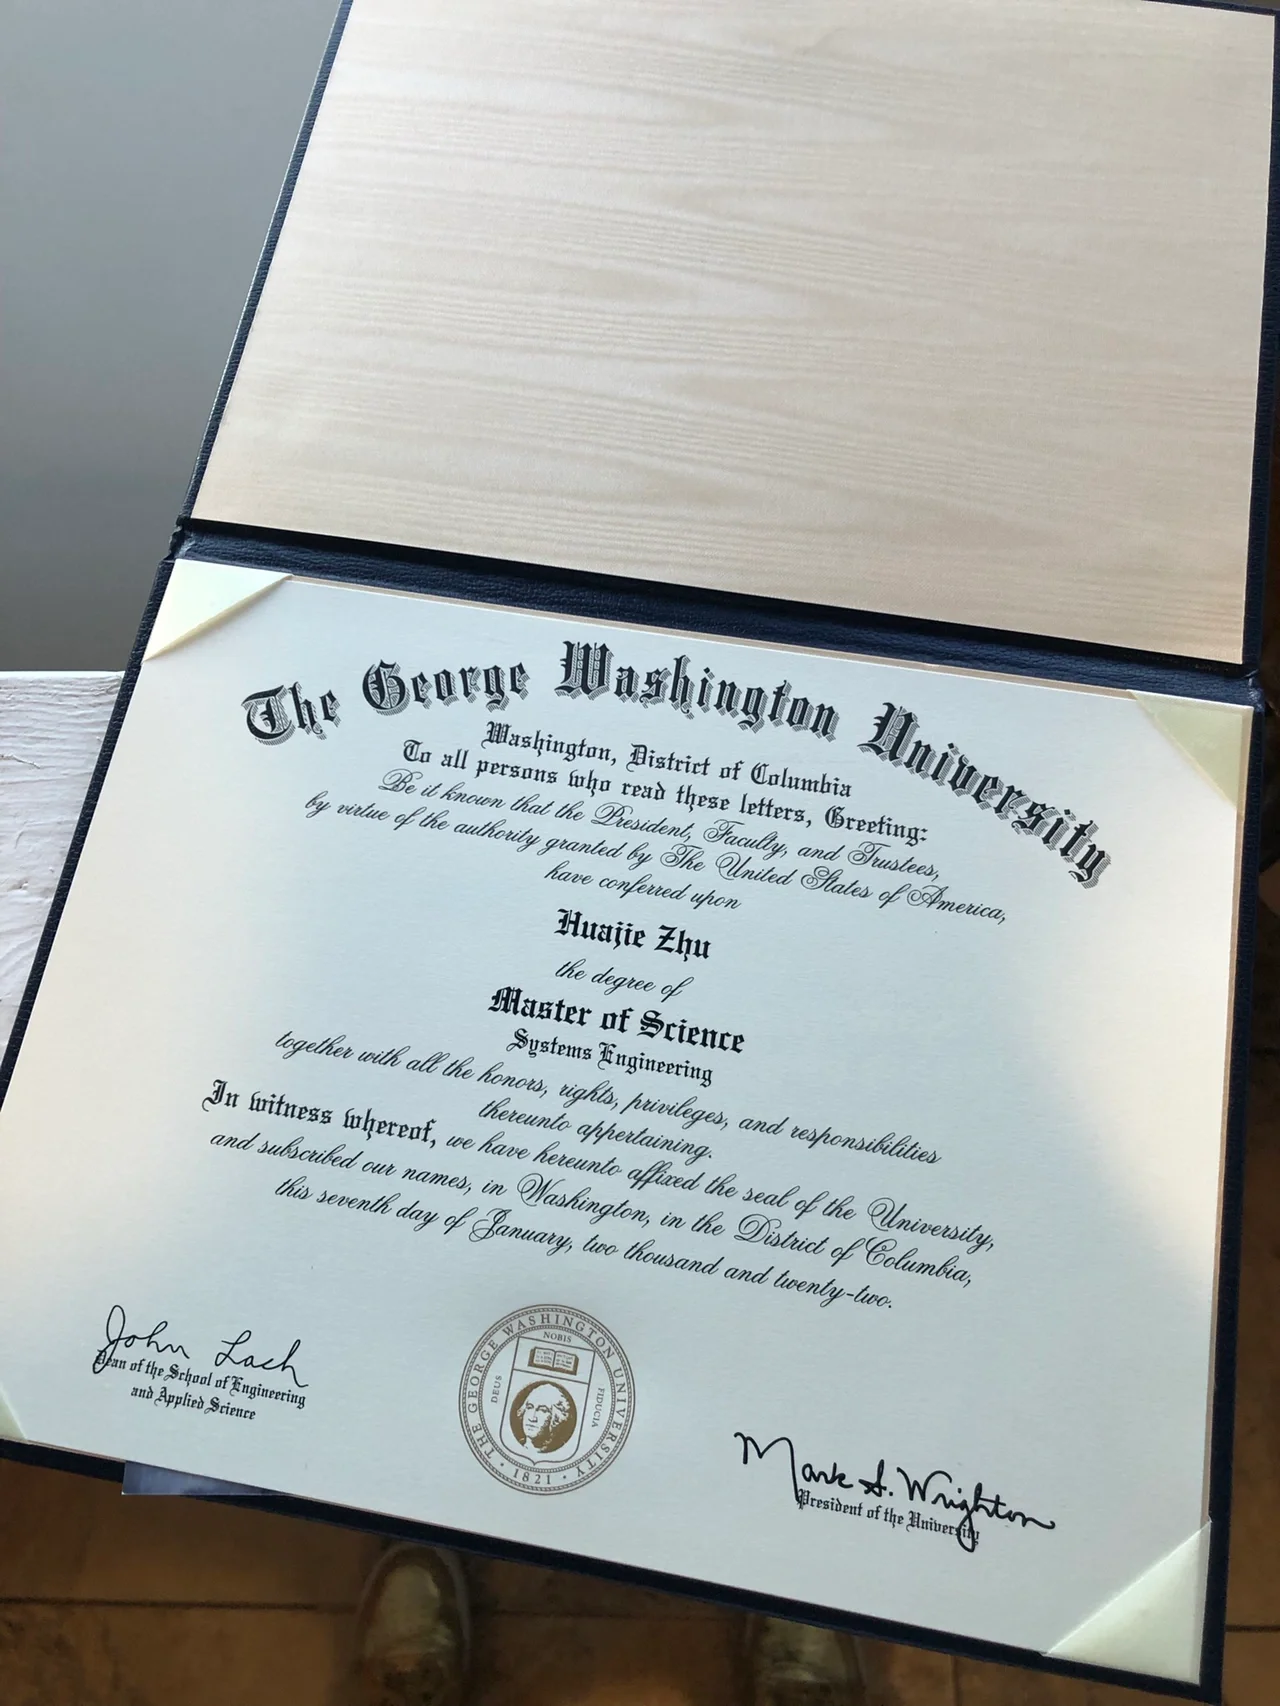 The George Washington University
Washington, District of Columbia
To all persons who read these letters, Greeting:
Be it known that the President, Faculty, and Trustees,
by virtue of the authority granted by The United States of America,
have conferred upon
Huajie Zhu
the degree of
Master of Science
Systems Engineering
together with all the honors, rights, privileges, and responsibilities
thereunto appertaining.
In witness whereof, we have hereunto affixed the seal of the University,
and subscribed our names, in Washington, in the District of Columbia,
this seventh day of January, two thousand and twenty-two.
John Lach
Dean of the School of Engineering
and Applied Science
THE GEORGE WASHINGTON UNIVERSITY
NOBIS
DEUS
FIDUCIA
· 1821 ·
Mark S. Wrighton
President of the University